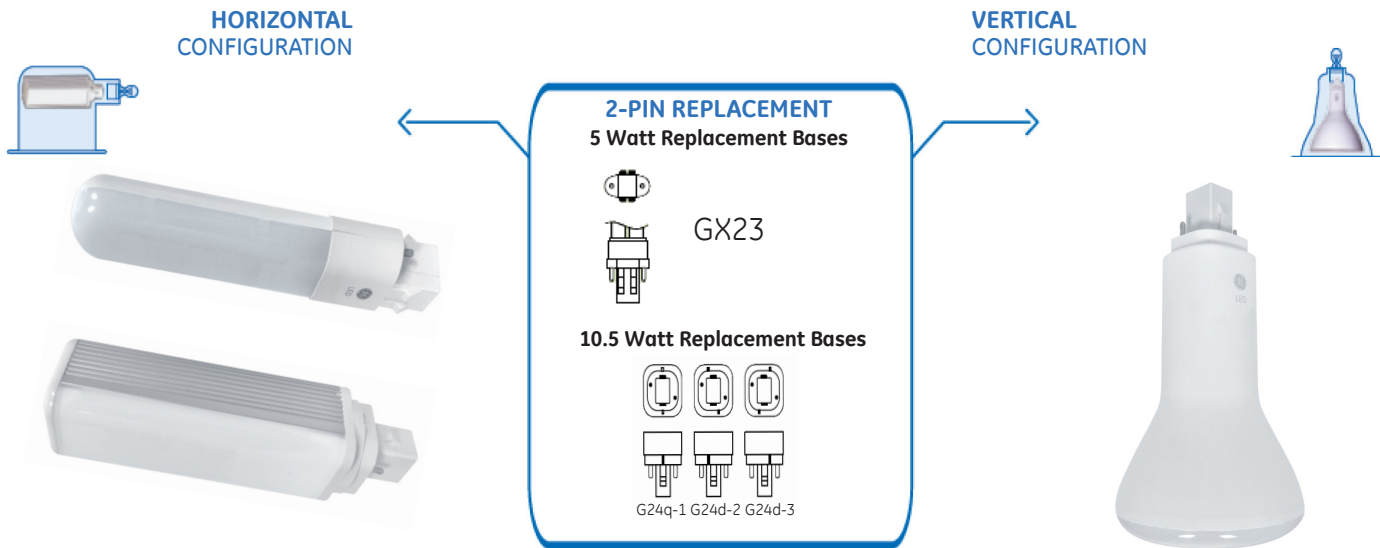 HORIZONTAL
CONFIGURATION
VERTICAL
CONFIGURATION
2-PIN REPLACEMENT
5 Watt Replacement Bases
GX23
10.5 Watt Replacement Bases
G24q-1 G24d-2 G24d-3
LED